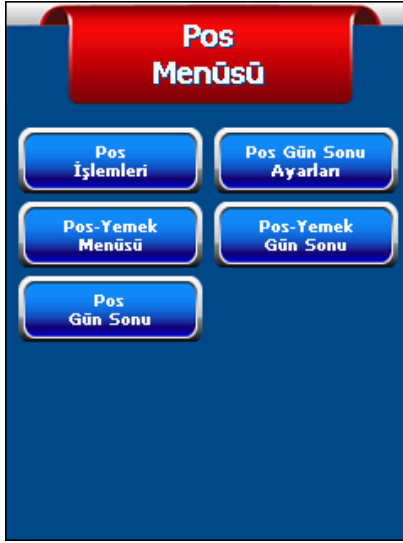 Pos
Menüsü
Pos
İşlemleri
Pos Gün Sonu
Ayarları
Pos-Yemek
Menüsü
Pos-Yemek
Gün Sonu
Pos
Gün Sonu